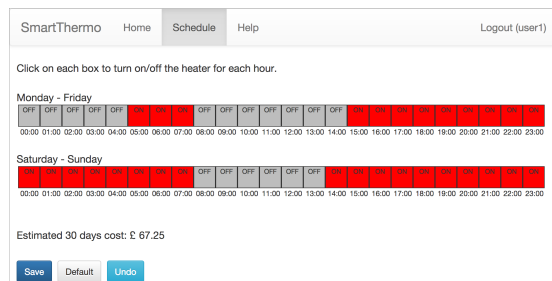 SmartThermo Home Schedule Help Logout (user1)
Click on each box to turn on/off the heater for each hour.
Monday - Friday
OFF OFF OFF OFF OFF ON ON ON OFF OFF OFF OFF OFF OFF OFF ON ON ON ON ON ON ON ON ON
00:00 01:00 02:00 03:00 04:00 05:00 06:00 07:00 08:00 09:00 10:00 11:00 12:00 13:00 14:00 15:00 16:00 17:00 18:00 19:00 20:00 21:00 22:00 23:00
Saturday - Sunday
ON ON ON ON ON ON ON ON OFF OFF OFF OFF OFF OFF ON ON ON ON ON ON ON ON ON ON
00:00 01:00 02:00 03:00 04:00 05:00 06:00 07:00 08:00 09:00 10:00 11:00 12:00 13:00 14:00 15:00 16:00 17:00 18:00 19:00 20:00 21:00 22:00 23:00
Estimated 30 days cost: £ 67.25
Save Default Undo